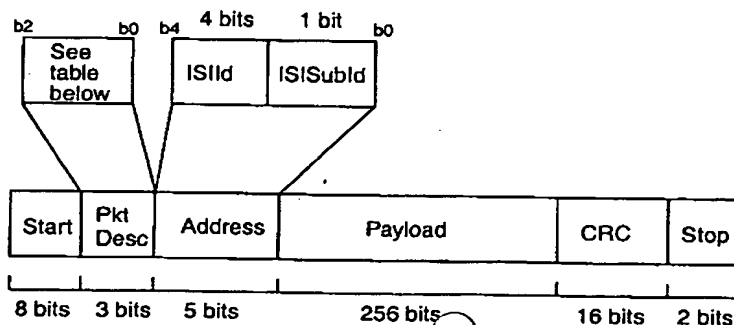 4 bits 1 bit
b2 b0 b4 b0
See
table
below
ISIId ISISubId
Start Pkt
Desc Address Payload CRC Stop
8 bits 3 bits 5 bits 256 bits 16 bits 2 bits